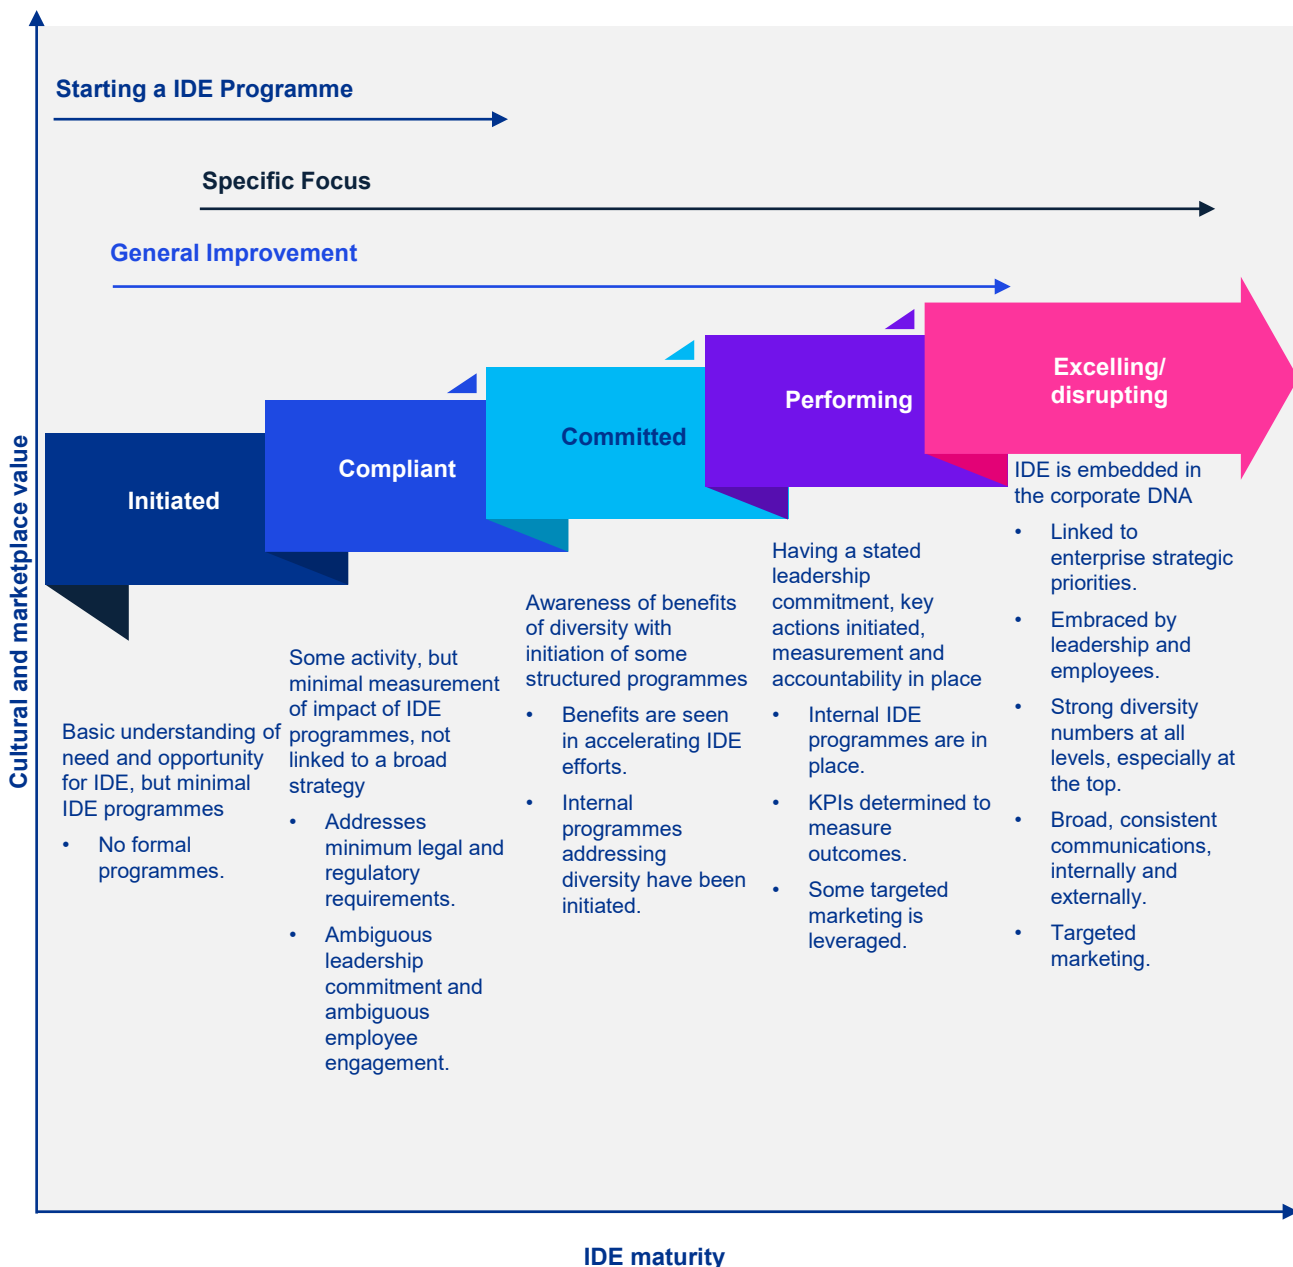 Starting a IDE Programme
Specific Focus
General Improvement
Cultural and marketplace value
Initiated
Compliant
Committed
Performing
Excelling/
disrupting
Basic understanding of
need and opportunity
for IDE, but minimal
IDE programmes
• No formal
programmes.
Some activity, but
minimal measurement
of impact of IDE
programmes, not
linked to a broad
strategy
• Addresses
minimum legal and
regulatory
requirements.
• Ambiguous
leadership
commitment and
ambiguous
employee
engagement.
Awareness of benefits
of diversity with
initiation of some
structured programmes
• Benefits are seen
in accelerating IDE
efforts.
• Internal
programmes
addressing
diversity have been
initiated.
Having a stated
leadership
commitment, key
actions initiated,
measurement and
accountability in place
• Internal IDE
programmes are in
place.
• KPIs determined to
measure
outcomes.
• Some targeted
marketing is
leveraged.
IDE is embedded in
the corporate DNA
• Linked to
enterprise strategic
priorities.
• Embraced by
leadership and
employees.
• Strong diversity
numbers at all
levels, especially at
the top.
• Broad, consistent
communications,
internally and
externally.
• Targeted
marketing.
IDE maturity